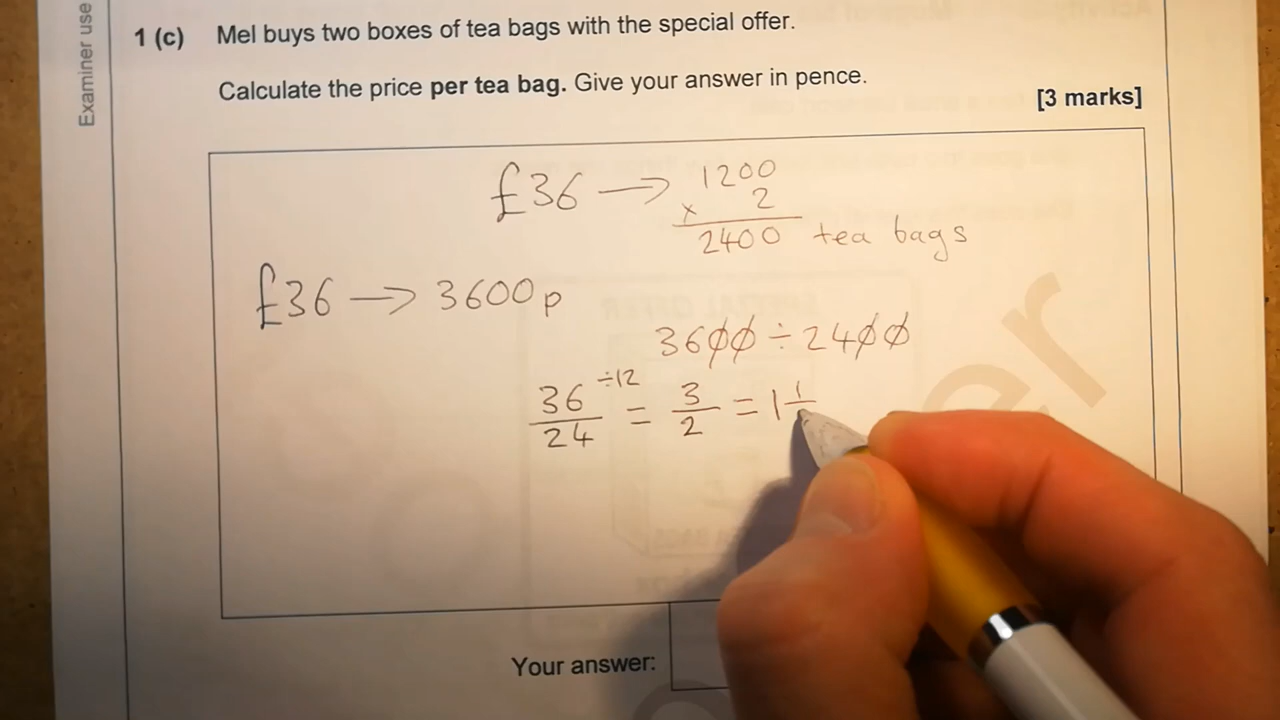 Examiner use
1 (c) Mel buys two boxes of tea bags with the special offer.
Calculate the price per tea bag. Give your answer in pence.
[3 marks]
£36 → 1200
× 2
2400 tea bags
£36 → 3600p
3600 ÷ 2400
36/24 ÷12 = 3/2 = 1 1/
Your answer: